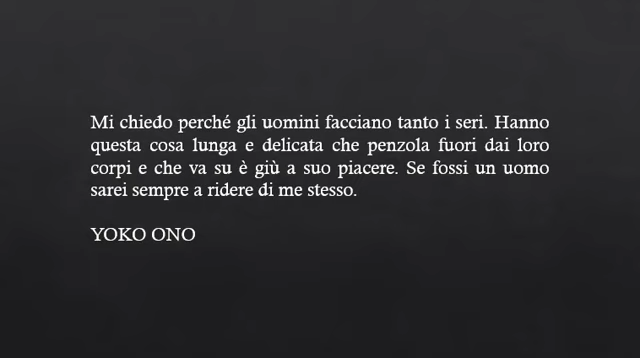 Mi chiedo perché gli uomini facciano tanto i seri. Hanno
questa cosa lunga e delicata che penzola fuori dai loro
corpi e che va su è giù a suo piacere. Se fossi un uomo
sarei sempre a ridere di me stesso.
YOKO ONO